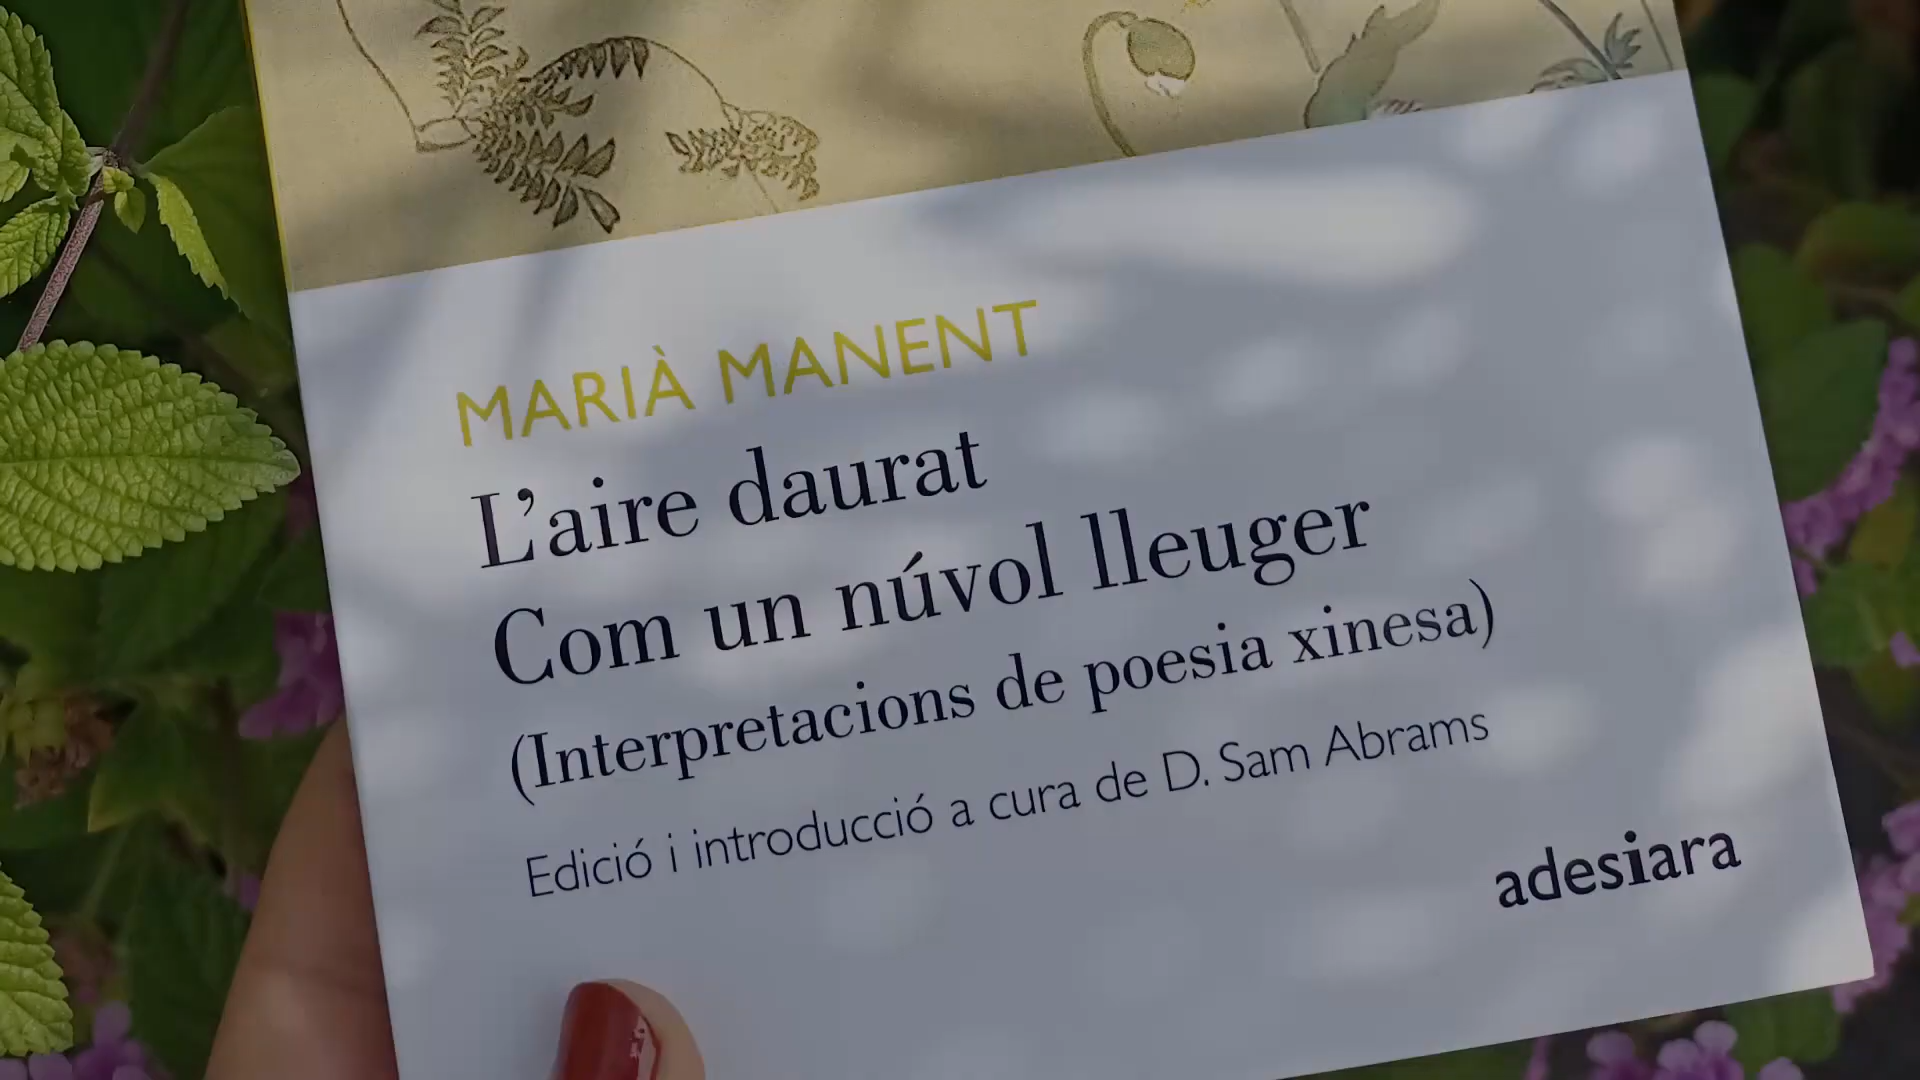 MARIÀ MANENT
L’aire daurat
Com un núvol lleuger
(Interpretacions de poesia xinesa)
Edició i introducció a cura de D. Sam Abrams
adesiara